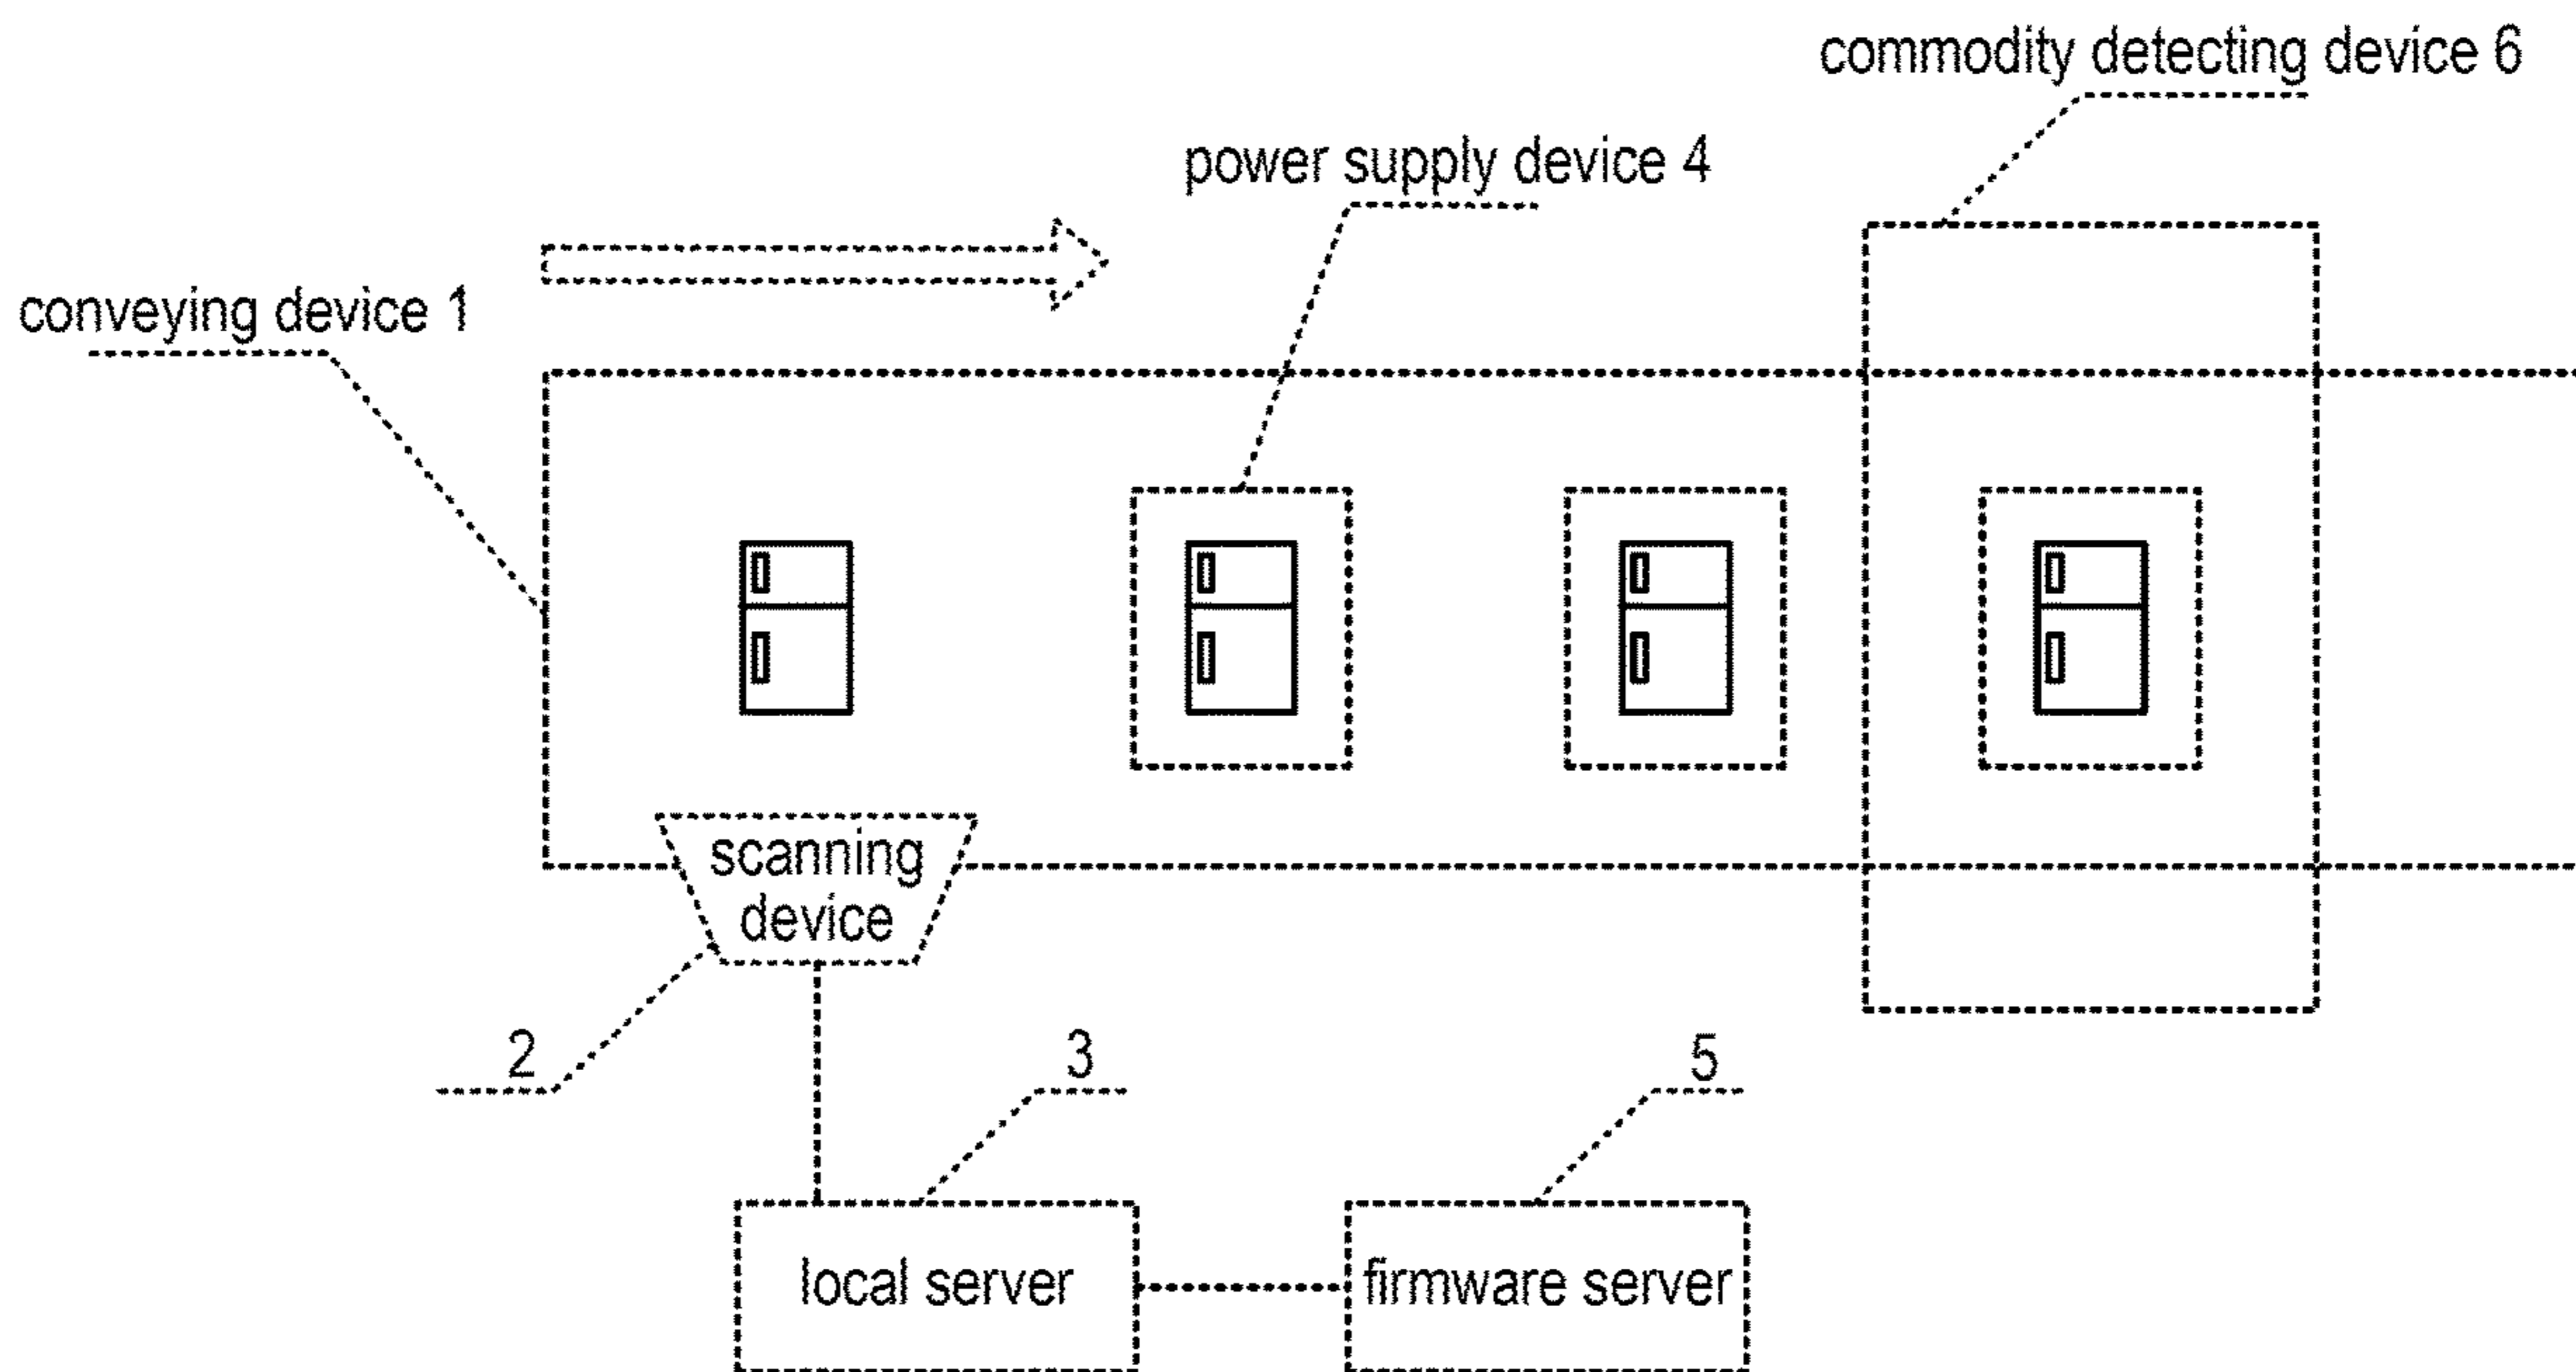 commodity detecting device 6
power supply device 4
conveying device 1
scanning
device
2
3
5
local server
firmware server